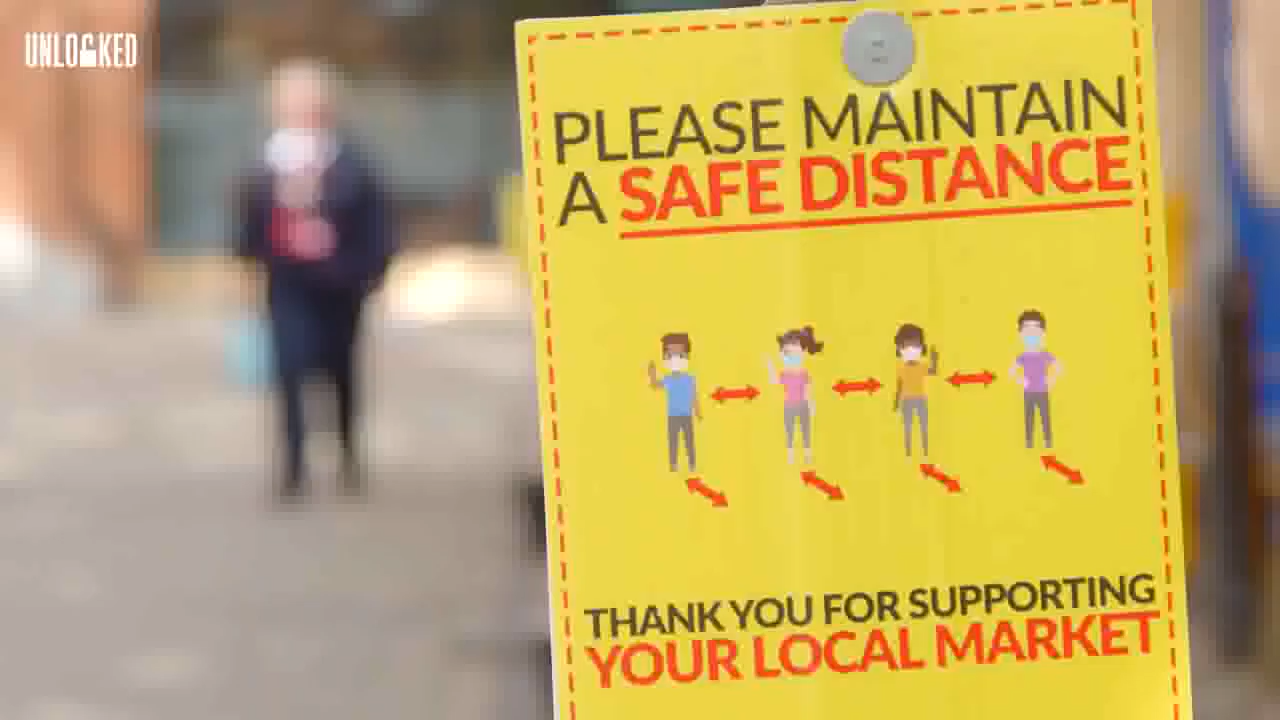 UNLOCKED
PLEASE MAINTAIN
A SAFE DISTANCE
THANK YOU FOR SUPPORTING
YOUR LOCAL MARKET